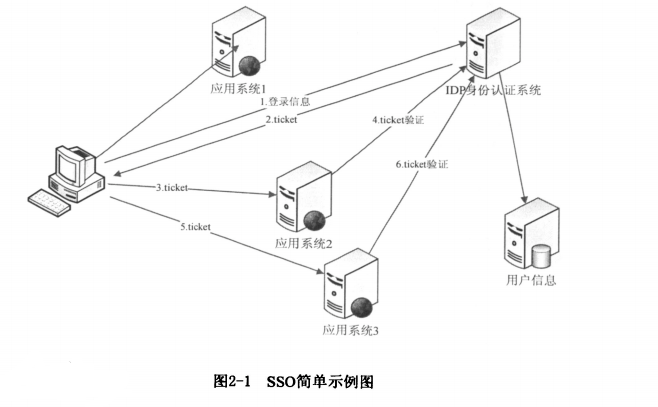 应用系统1
IDP身份认证系统
1.登录信息
2.ticket
4.ticket验证
6.ticket验证
3.ticket
5.ticket
应用系统2
用户信息
应用系统3
图2-1 SSO简单示例图